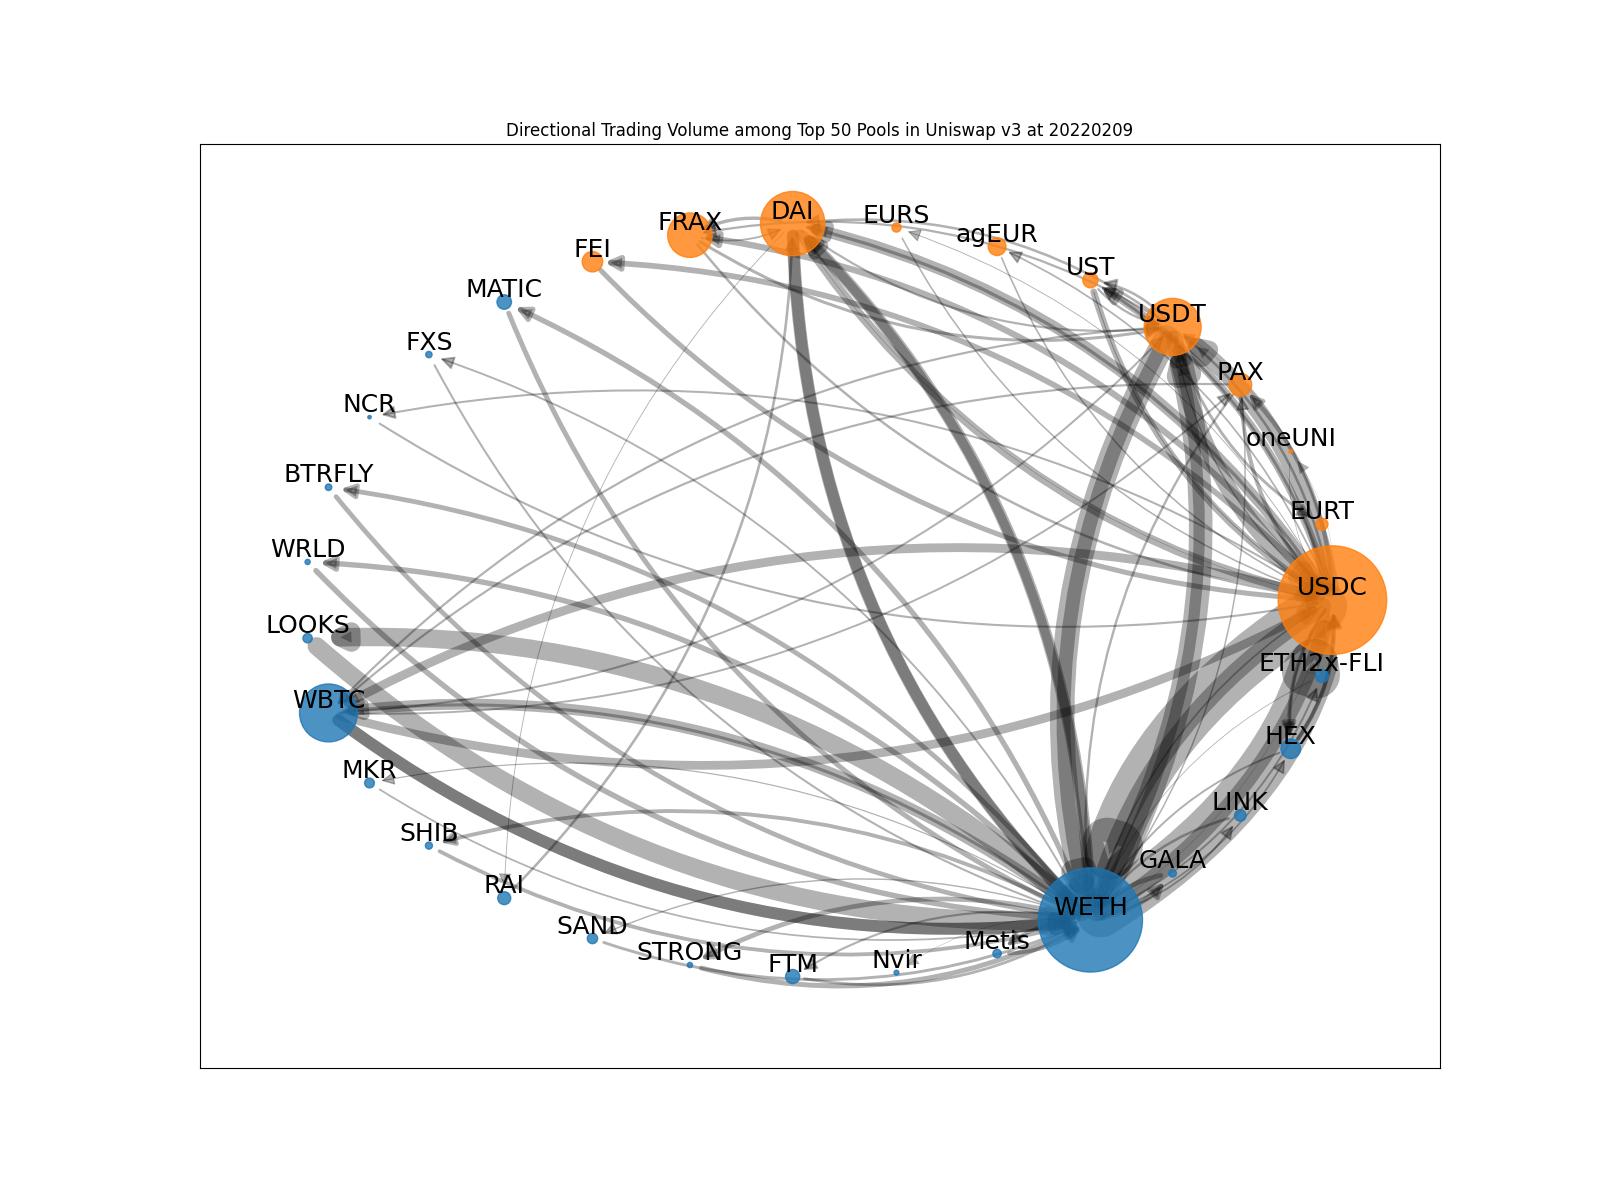 Directional Trading Volume among Top 50 Pools in Uniswap v3 at 20220209
DAI
EURS
FRAX
agEUR
FEI
UST
MATIC
USDT
FXS
PAX
NCR
oneUNI
BTRFLY
EURT
WRLD
USDC
LOOKS
ETH2x-FLI
WBTC
HEX
MKR
LINK
SHIB
GALA
RAI
WETH
SAND
Metis
STRONG
Nvir
FTM